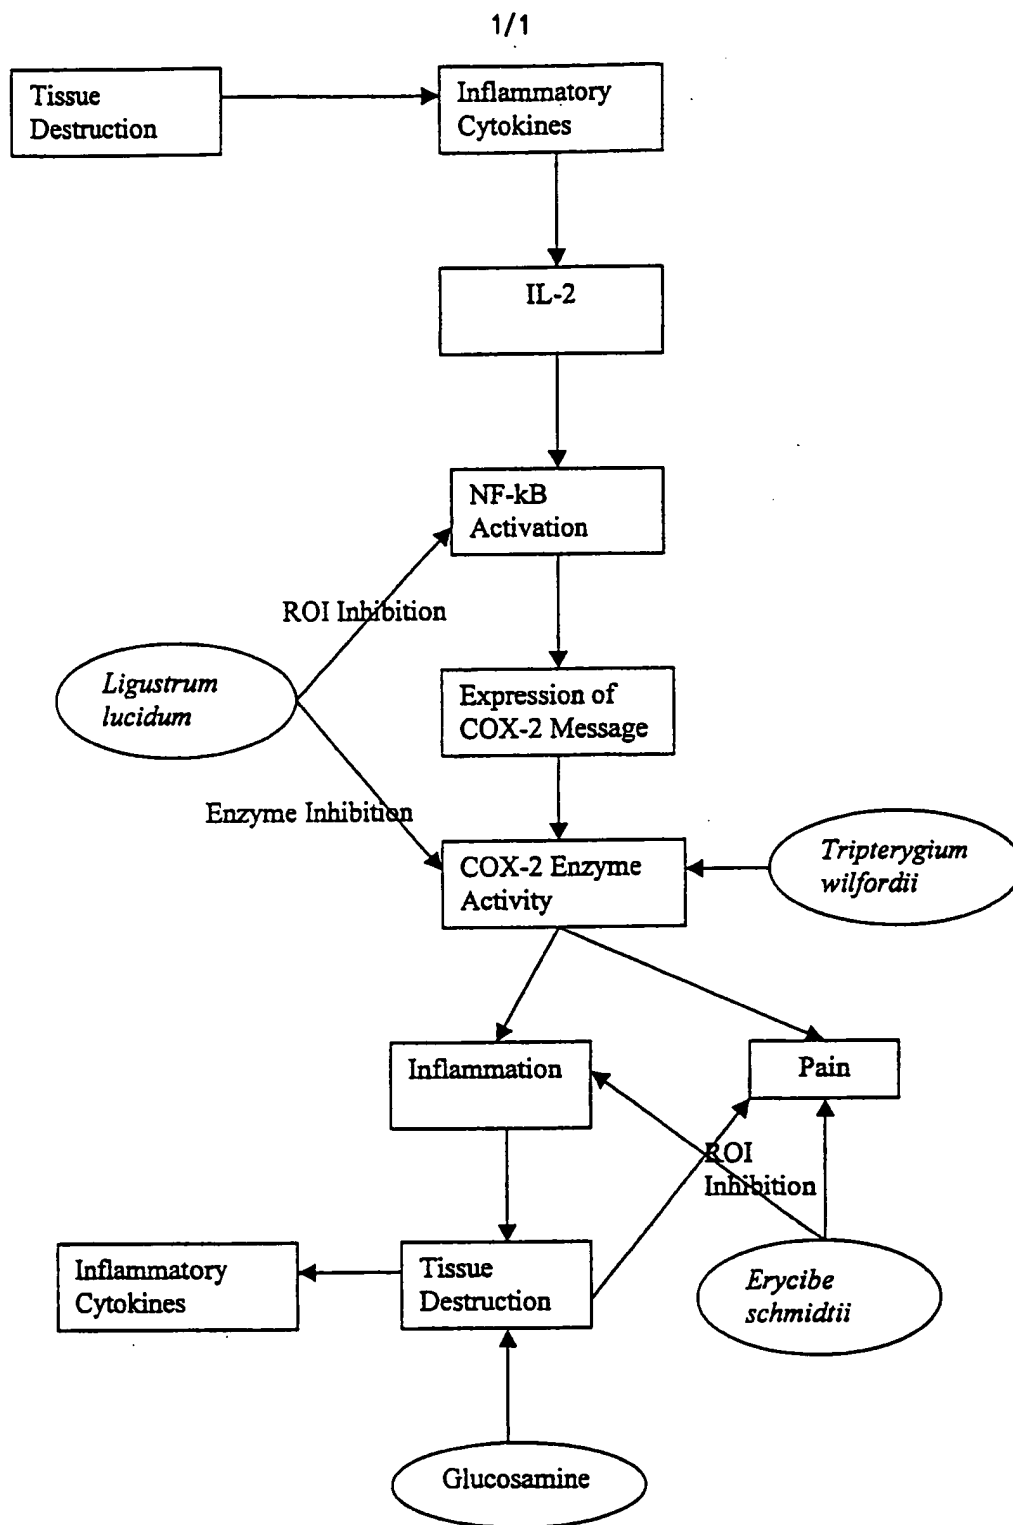 1/1
Tissue
Destruction
Inflammatory
Cytokines
IL-2
NF-kB
Activation
ROI Inhibition
Ligustrum
lucidum
Expression of
COX-2 Message
Enzyme Inhibition
COX-2 Enzyme
Activity
Tripterygium
wilfordii
Inflammation
Pain
ROI
Inhibition
Inflammatory
Cytokines
Tissue
Destruction
Erycibe
schmidtii
Glucosamine